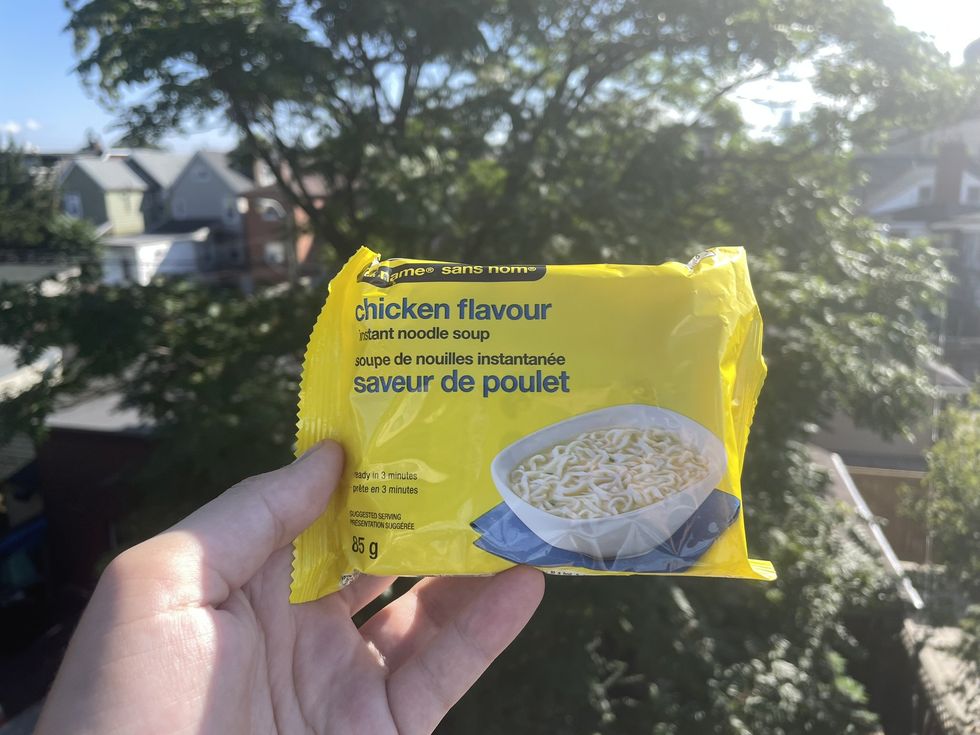 name® sans nom®
chicken flavour
instant noodle soup
soupe de nouilles instantanée
saveur de poulet
ready in 3 minutes
prête en 3 minutes
SUGGESTED SERVING
PRÉSENTATION SUGGÉRÉE
85 g